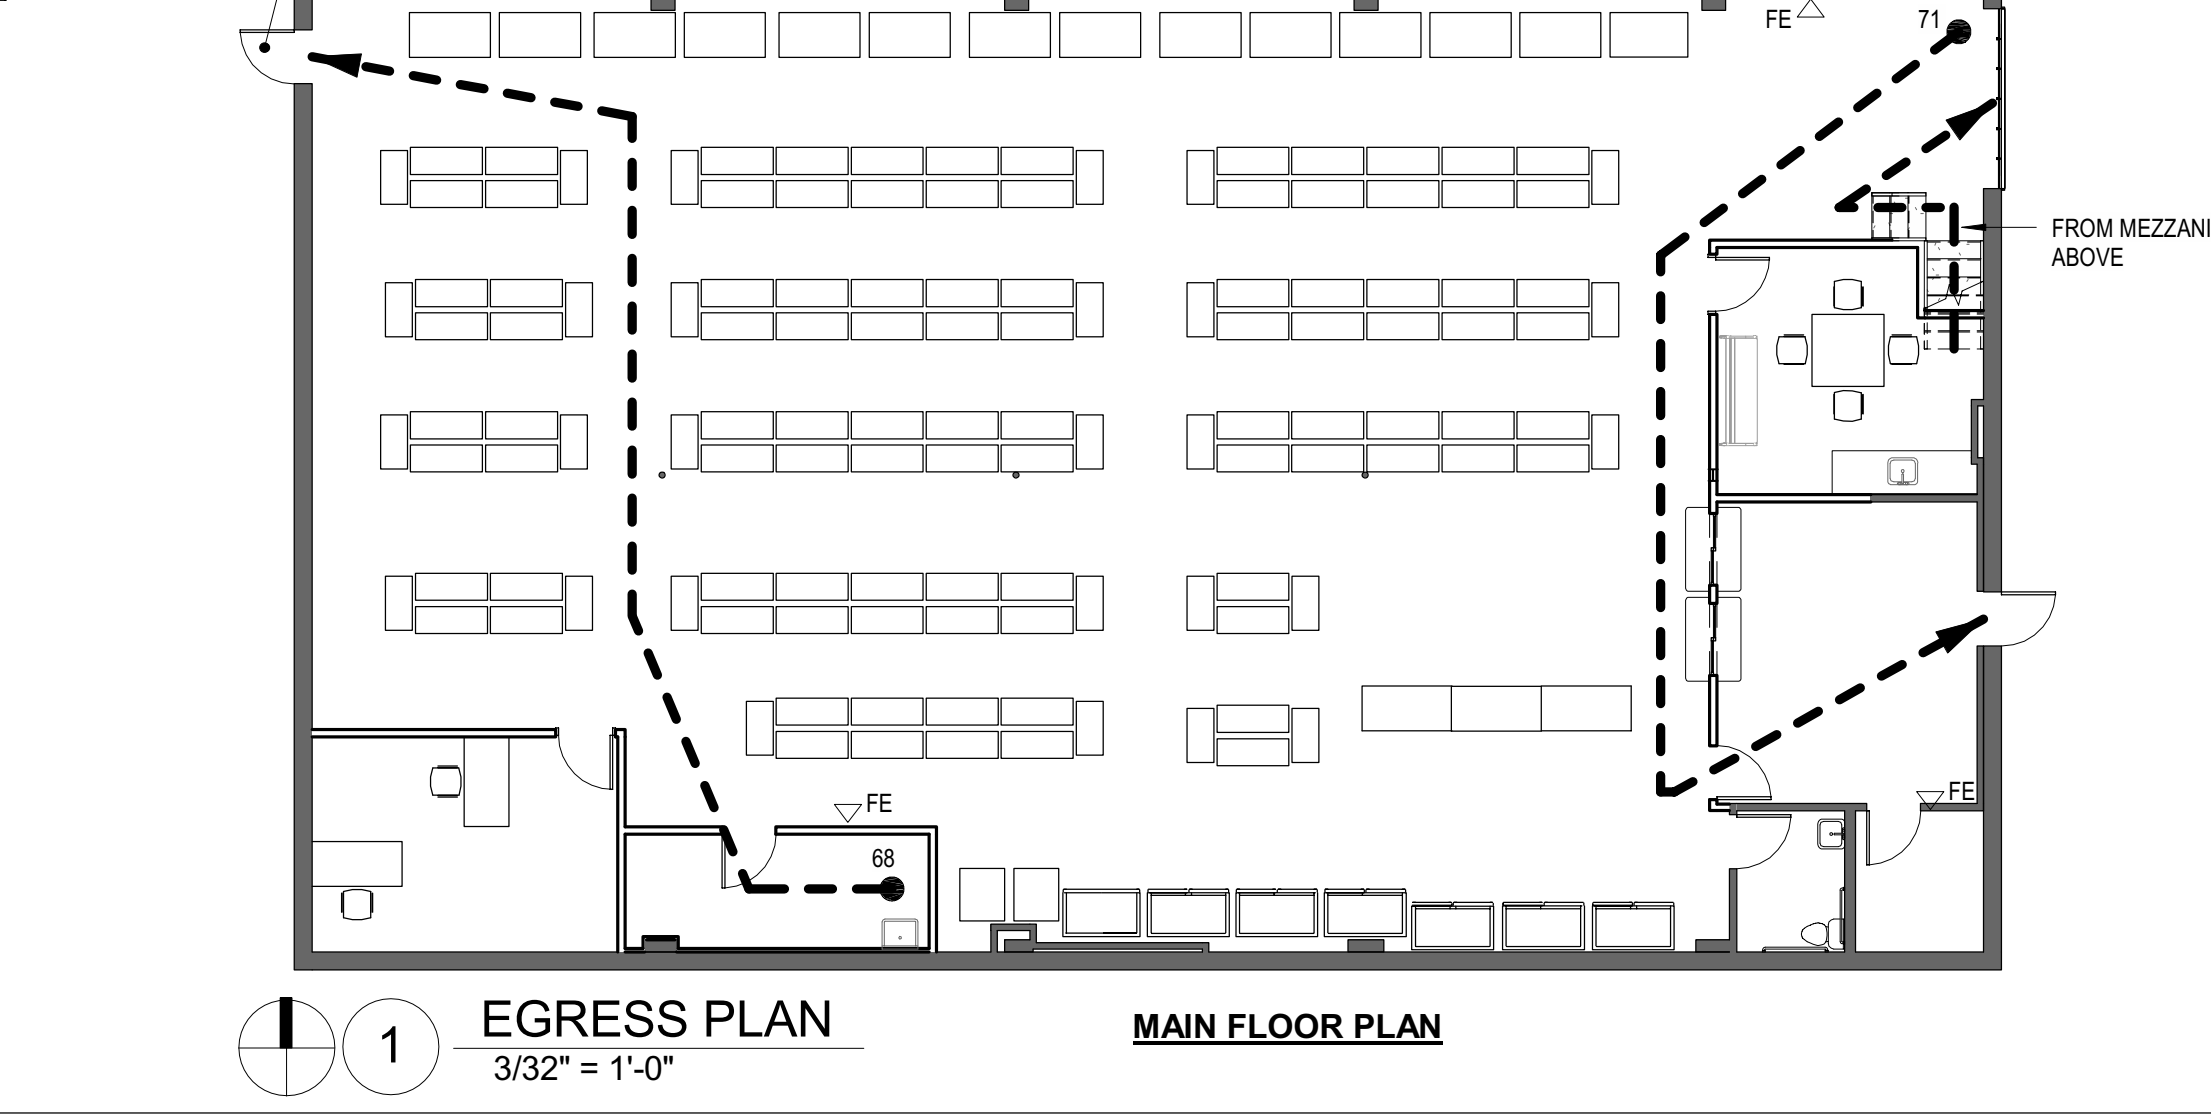 FE
71
FROM MEZZANI
ABOVE
FE
FE
68
1
EGRESS PLAN
3/32" = 1'-0"
MAIN FLOOR PLAN